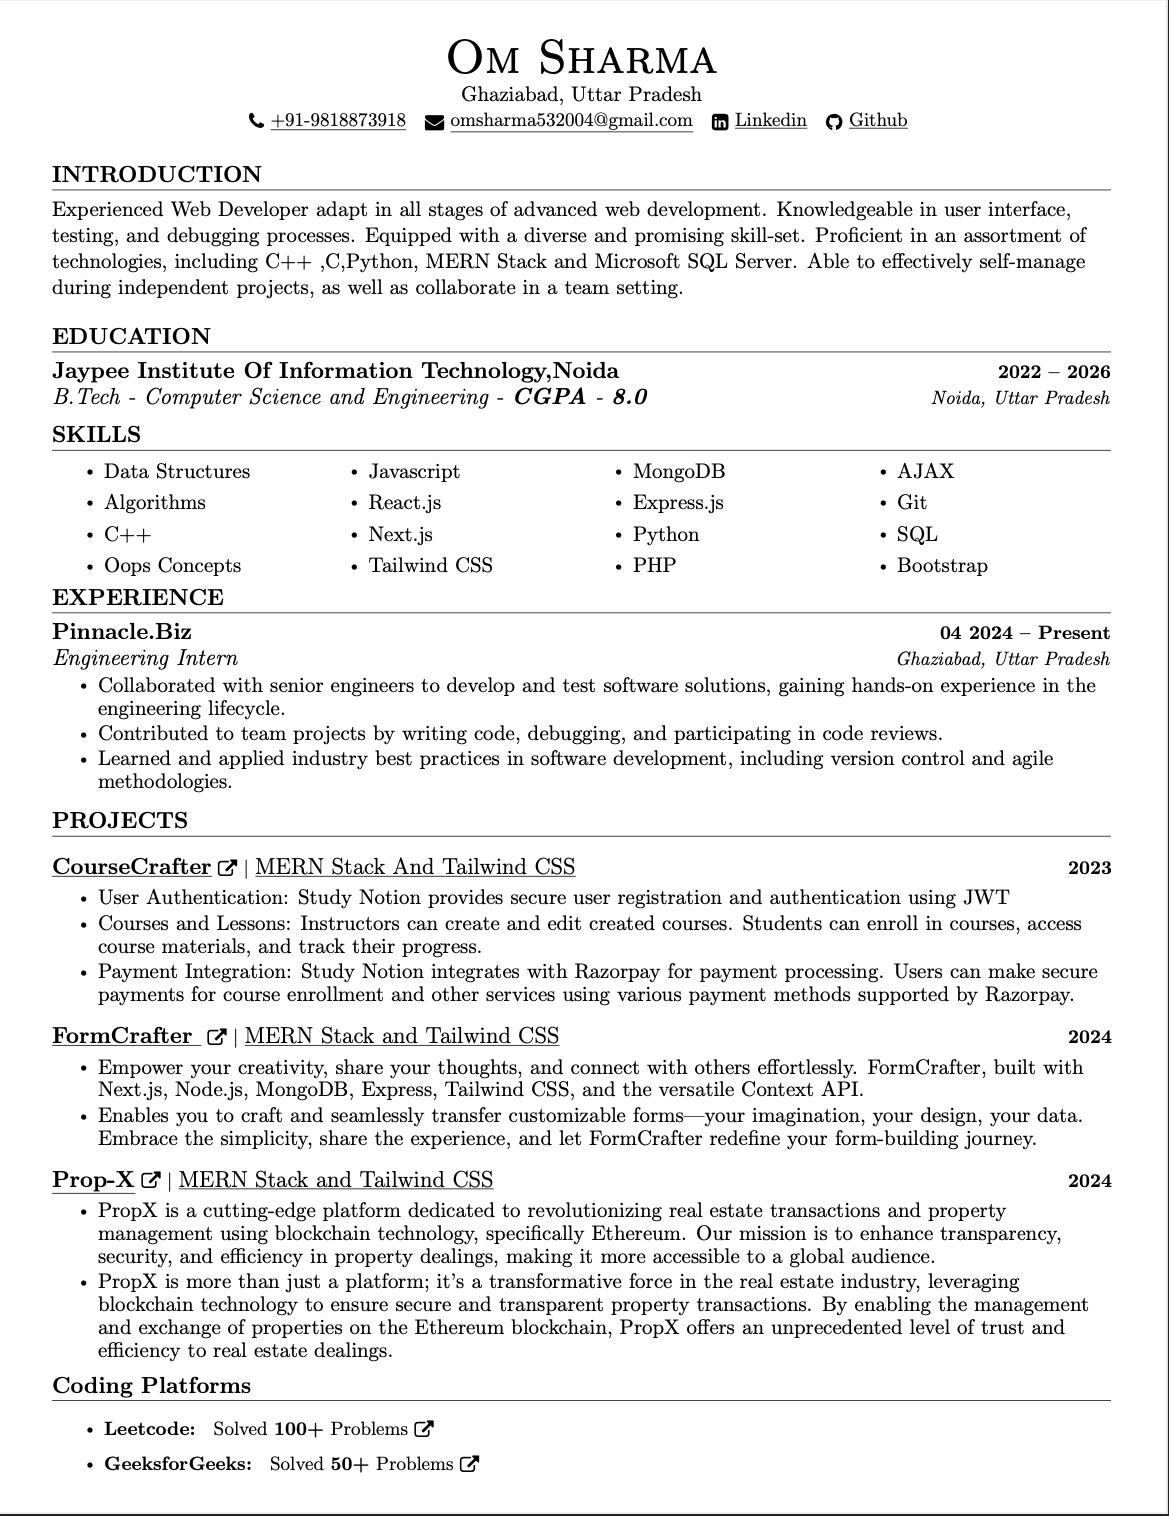 Om Sharma
Ghaziabad, Uttar Pradesh
+91-9818873918 omsharma532004@gmail.com Linkedin Github
INTRODUCTION
Experienced Web Developer adapt in all stages of advanced web development. Knowledgeable in user interface,
testing, and debugging processes. Equipped with a diverse and promising skill-set. Proficient in an assortment of
technologies, including C++ ,C,Python, MERN Stack and Microsoft SQL Server. Able to effectively self-manage
during independent projects, as well as collaborate in a team setting.
EDUCATION
Jaypee Institute Of Information Technology,Noida 2022 – 2026
B.Tech - Computer Science and Engineering - CGPA - 8.0 Noida, Uttar Pradesh
SKILLS
• Data Structures • Javascript • MongoDB • AJAX
• Algorithms • React.js • Express.js • Git
• C++ • Next.js • Python • SQL
• Oops Concepts • Tailwind CSS • PHP • Bootstrap
EXPERIENCE
Pinnacle.Biz 04 2024 – Present
Engineering Intern Ghaziabad, Uttar Pradesh
• Collaborated with senior engineers to develop and test software solutions, gaining hands-on experience in the
engineering lifecycle.
• Contributed to team projects by writing code, debugging, and participating in code reviews.
• Learned and applied industry best practices in software development, including version control and agile
methodologies.
PROJECTS
CourseCrafter | MERN Stack And Tailwind CSS 2023
• User Authentication: Study Notion provides secure user registration and authentication using JWT
• Courses and Lessons: Instructors can create and edit created courses. Students can enroll in courses, access
course materials, and track their progress.
• Payment Integration: Study Notion integrates with Razorpay for payment processing. Users can make secure
payments for course enrollment and other services using various payment methods supported by Razorpay.
FormCrafter | MERN Stack and Tailwind CSS 2024
• Empower your creativity, share your thoughts, and connect with others effortlessly. FormCrafter, built with
Next.js, Node.js, MongoDB, Express, Tailwind CSS, and the versatile Context API.
• Enables you to craft and seamlessly transfer customizable forms—your imagination, your design, your data.
Embrace the simplicity, share the experience, and let FormCrafter redefine your form-building journey.
Prop-X | MERN Stack and Tailwind CSS 2024
• PropX is a cutting-edge platform dedicated to revolutionizing real estate transactions and property
management using blockchain technology, specifically Ethereum. Our mission is to enhance transparency,
security, and efficiency in property dealings, making it more accessible to a global audience.
• PropX is more than just a platform; it's a transformative force in the real estate industry, leveraging
blockchain technology to ensure secure and transparent property transactions. By enabling the management
and exchange of properties on the Ethereum blockchain, PropX offers an unprecedented level of trust and
efficiency to real estate dealings.
Coding Platforms
• Leetcode: Solved 100+ Problems
• GeeksforGeeks: Solved 50+ Problems